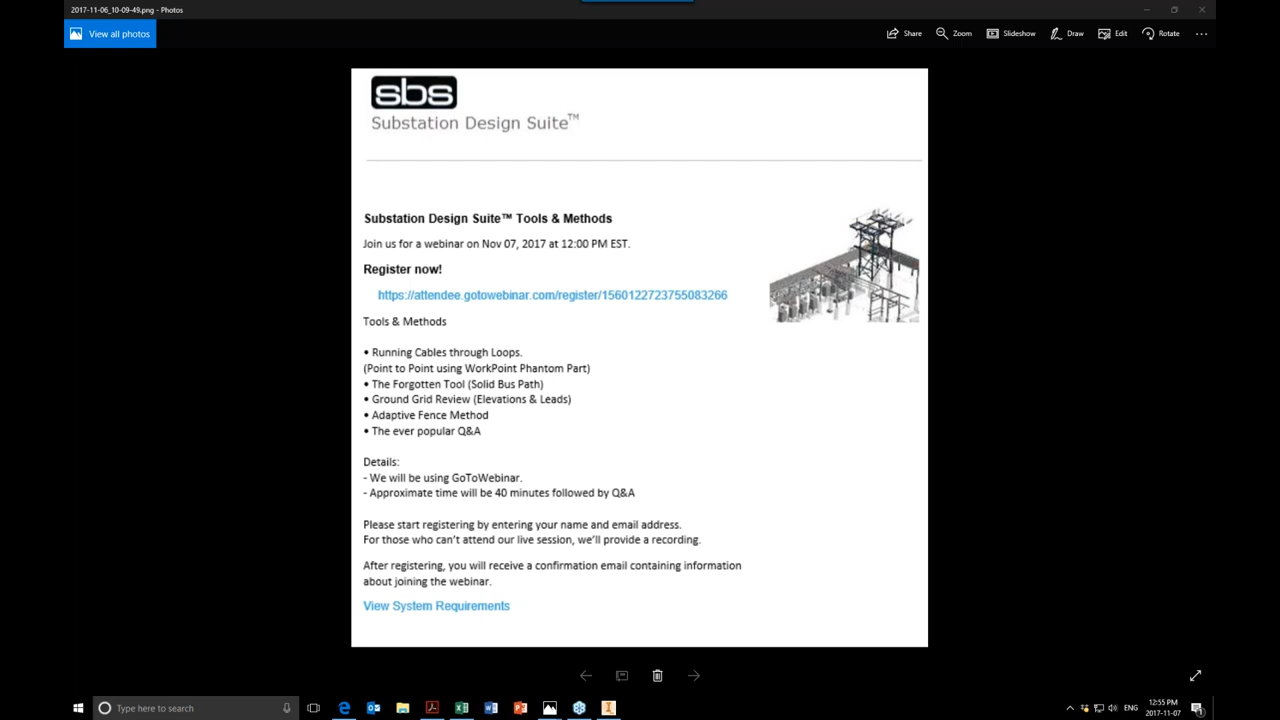 2017-11-06_10-09-49.png - Photos
View all photos
Share
Zoom
Slideshow
Draw
Edit
Rotate
sbs
Substation Design Suite™
Substation Design Suite™ Tools & Methods
Join us for a webinar on Nov 07, 2017 at 12:00 PM EST.
Register now!
https://attendee.gotowebinar.com/register/1560122723755083266
Tools & Methods
• Running Cables through Loops.
(Point to Point using WorkPoint Phantom Part)
• The Forgotten Tool (Solid Bus Path)
• Ground Grid Review (Elevations & Leads)
• Adaptive Fence Method
• The ever popular Q&A
Details:
- We will be using GoToWebinar.
- Approximate time will be 40 minutes followed by Q&A
Please start registering by entering your name and email address.
For those who can't attend our live session, we'll provide a recording.
After registering, you will receive a confirmation email containing information
about joining the webinar.
View System Requirements
Type here to search
ENG
12:55 PM
2017-11-07